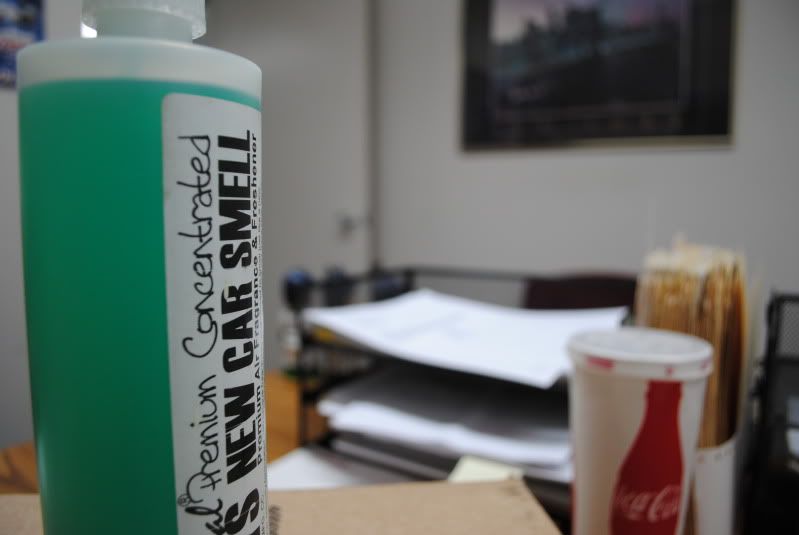 Premium Concentrated
NEW CAR SMELL
Premium Air Fragrance & Freshener
Coca-Cola